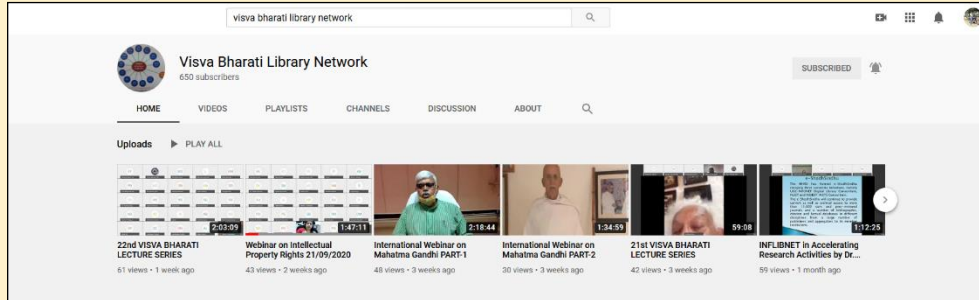 visva bharati library network
Visva Bharati Library Network
650 subscribers
SUBSCRIBED
HOME VIDEOS PLAYLISTS CHANNELS DISCUSSION ABOUT
Uploads PLAY ALL
2:03:09 1:47:11 2:18:44 1:34:59 59:08 1:12:25
22nd VISVA BHARATI
LECTURE SERIES
61 views • 1 week ago
Webinar on Intellectual
Property Rights 21/09/2020
43 views • 2 weeks ago
International Webinar on
Mahatma Gandhi PART-1
48 views • 3 weeks ago
International Webinar on
Mahatma Gandhi PART-2
30 views • 3 weeks ago
21st VISVA BHARATI
LECTURE SERIES
42 views • 3 weeks ago
INFLIBNET in Accelerating
Research Activities by Dr....
59 views • 1 month ago